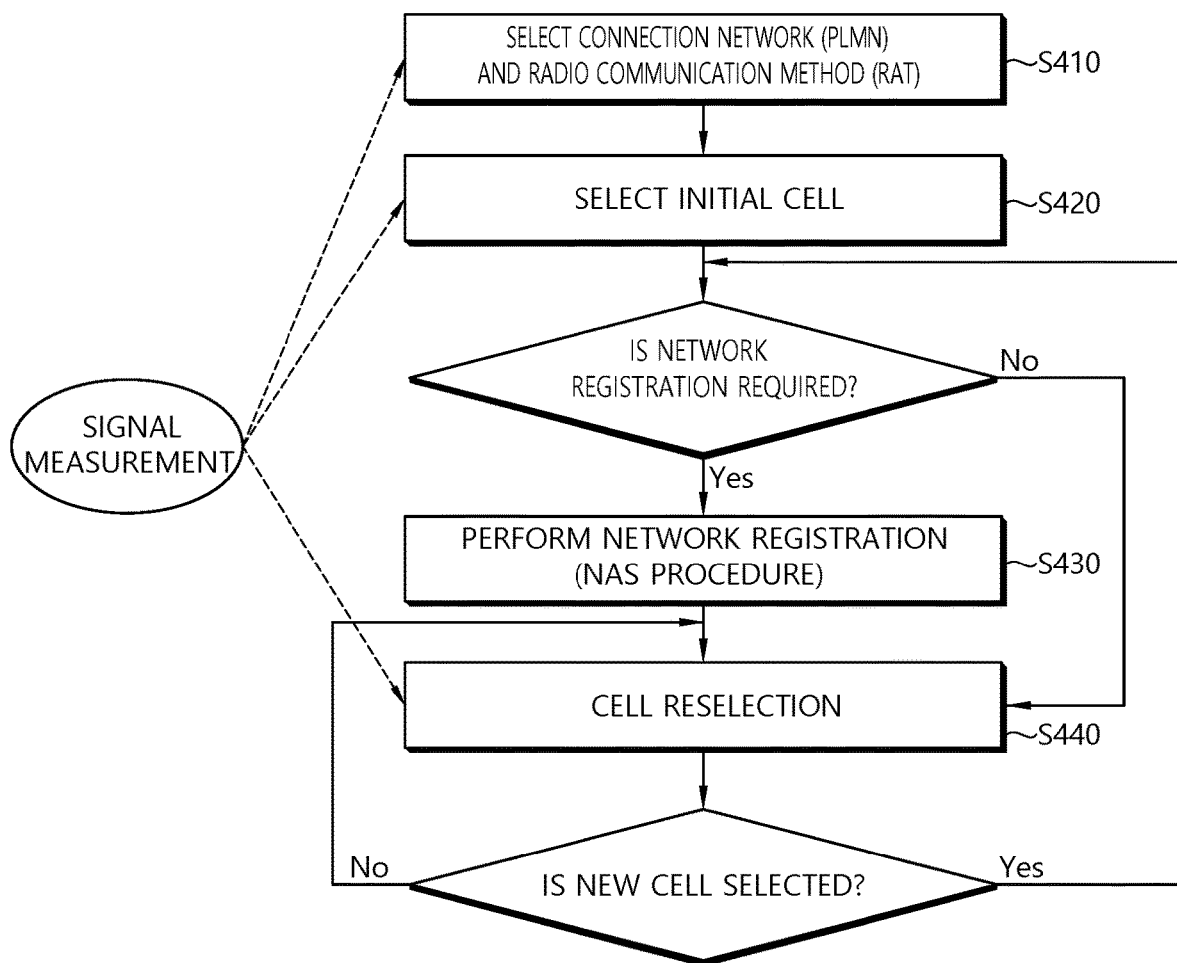 SELECT CONNECTION NETWORK (PLMN)
AND RADIO COMMUNICATION METHOD (RAT)
S410
SELECT INITIAL CELL
S420
IS NETWORK
REGISTRATION REQUIRED?
No
Yes
SIGNAL
MEASUREMENT
PERFORM NETWORK REGISTRATION
(NAS PROCEDURE)
S430
CELL RESELECTION
S440
No
IS NEW CELL SELECTED?
Yes